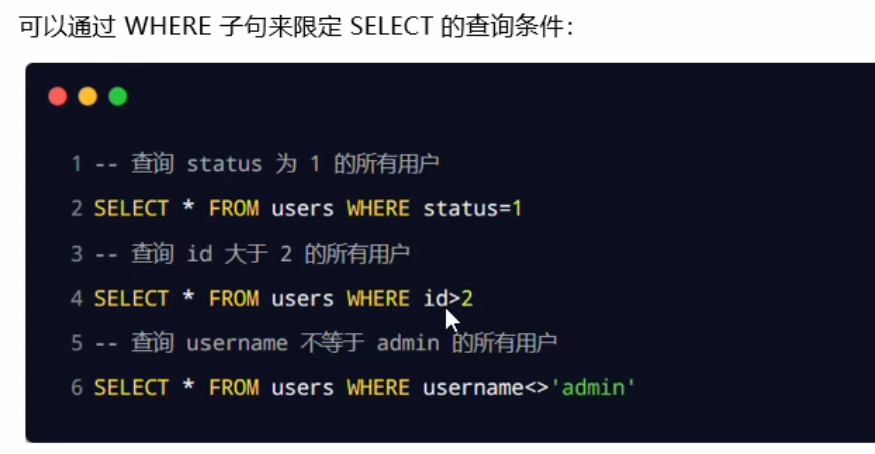 可以通过 WHERE 子句来限定 SELECT 的查询条件：
1 -- 查询 status 为 1 的所有用户
2 SELECT * FROM users WHERE status=1
3 -- 查询 id 大于 2 的所有用户
4 SELECT * FROM users WHERE id>2
5 -- 查询 username 不等于 admin 的所有用户
6 SELECT * FROM users WHERE username<>'admin'